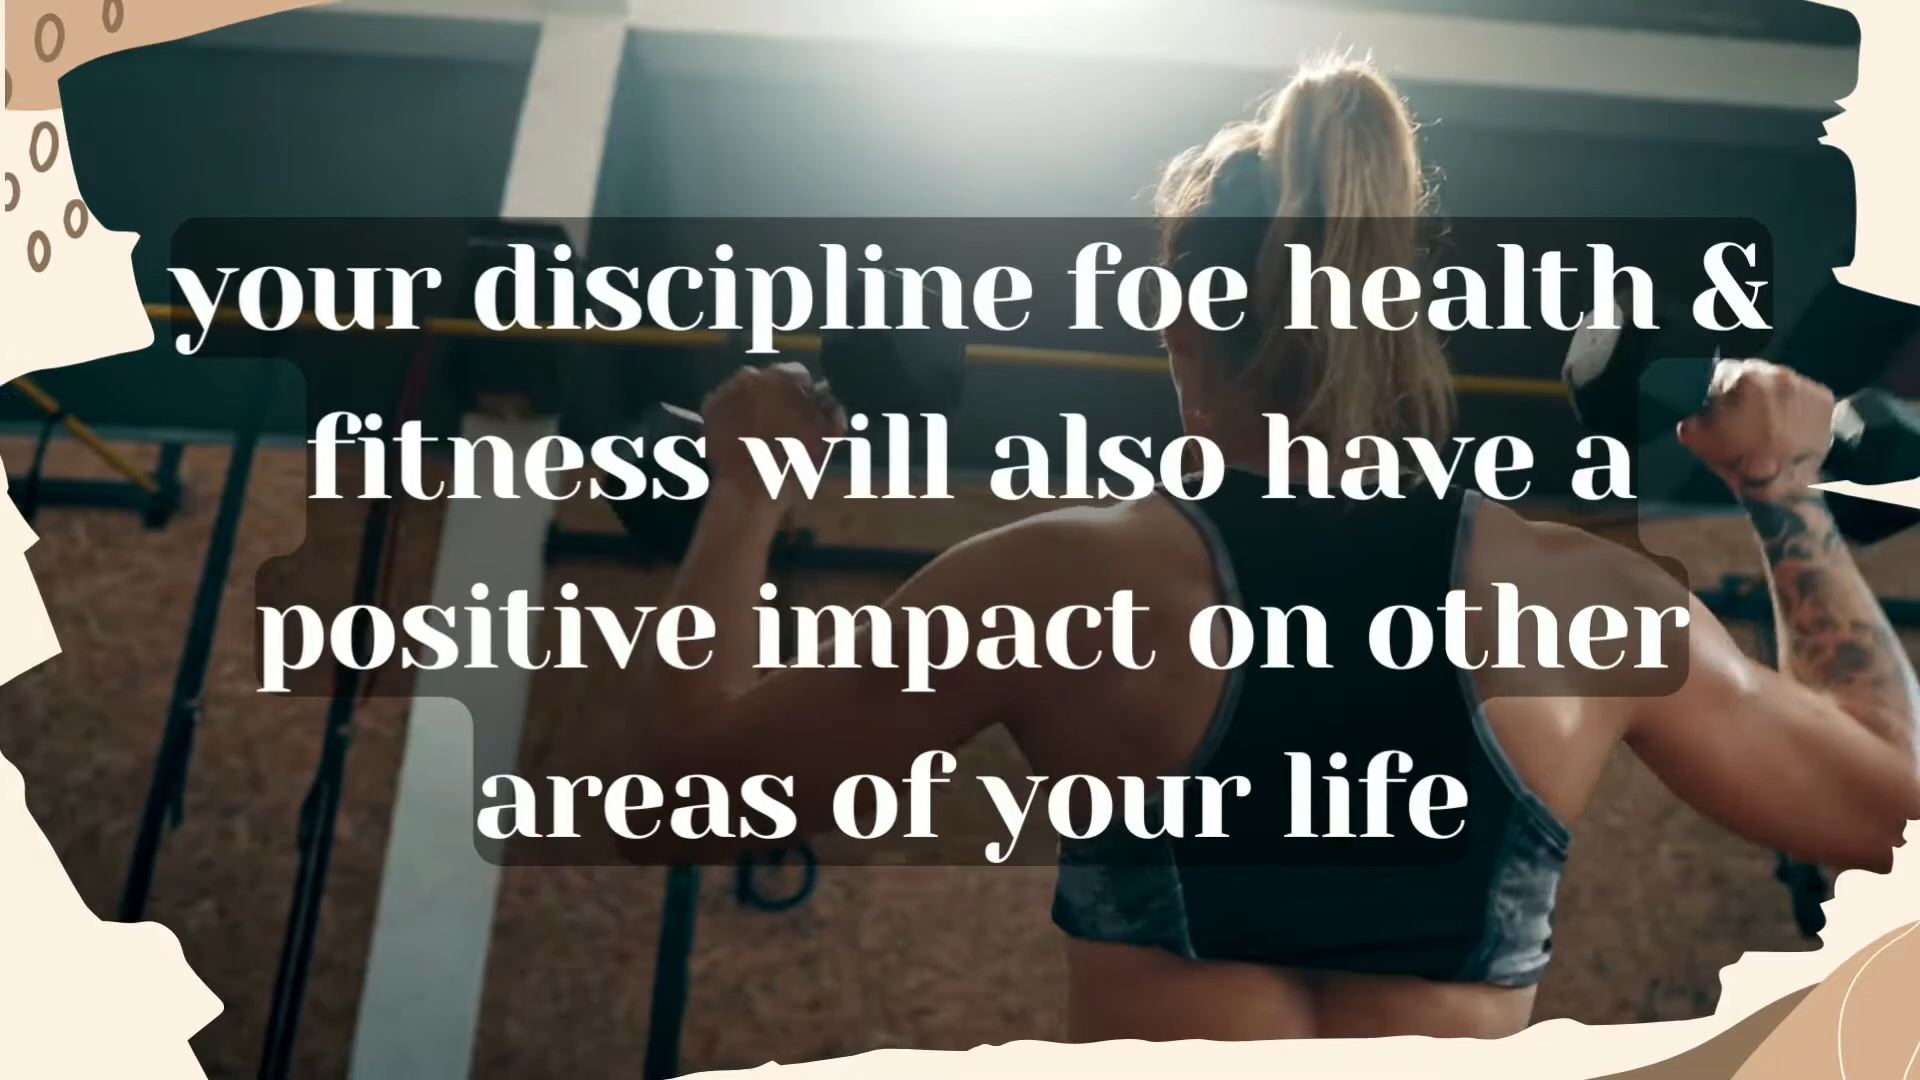 your discipline foe health &
fitness will also have a
positive impact on other
areas of your life